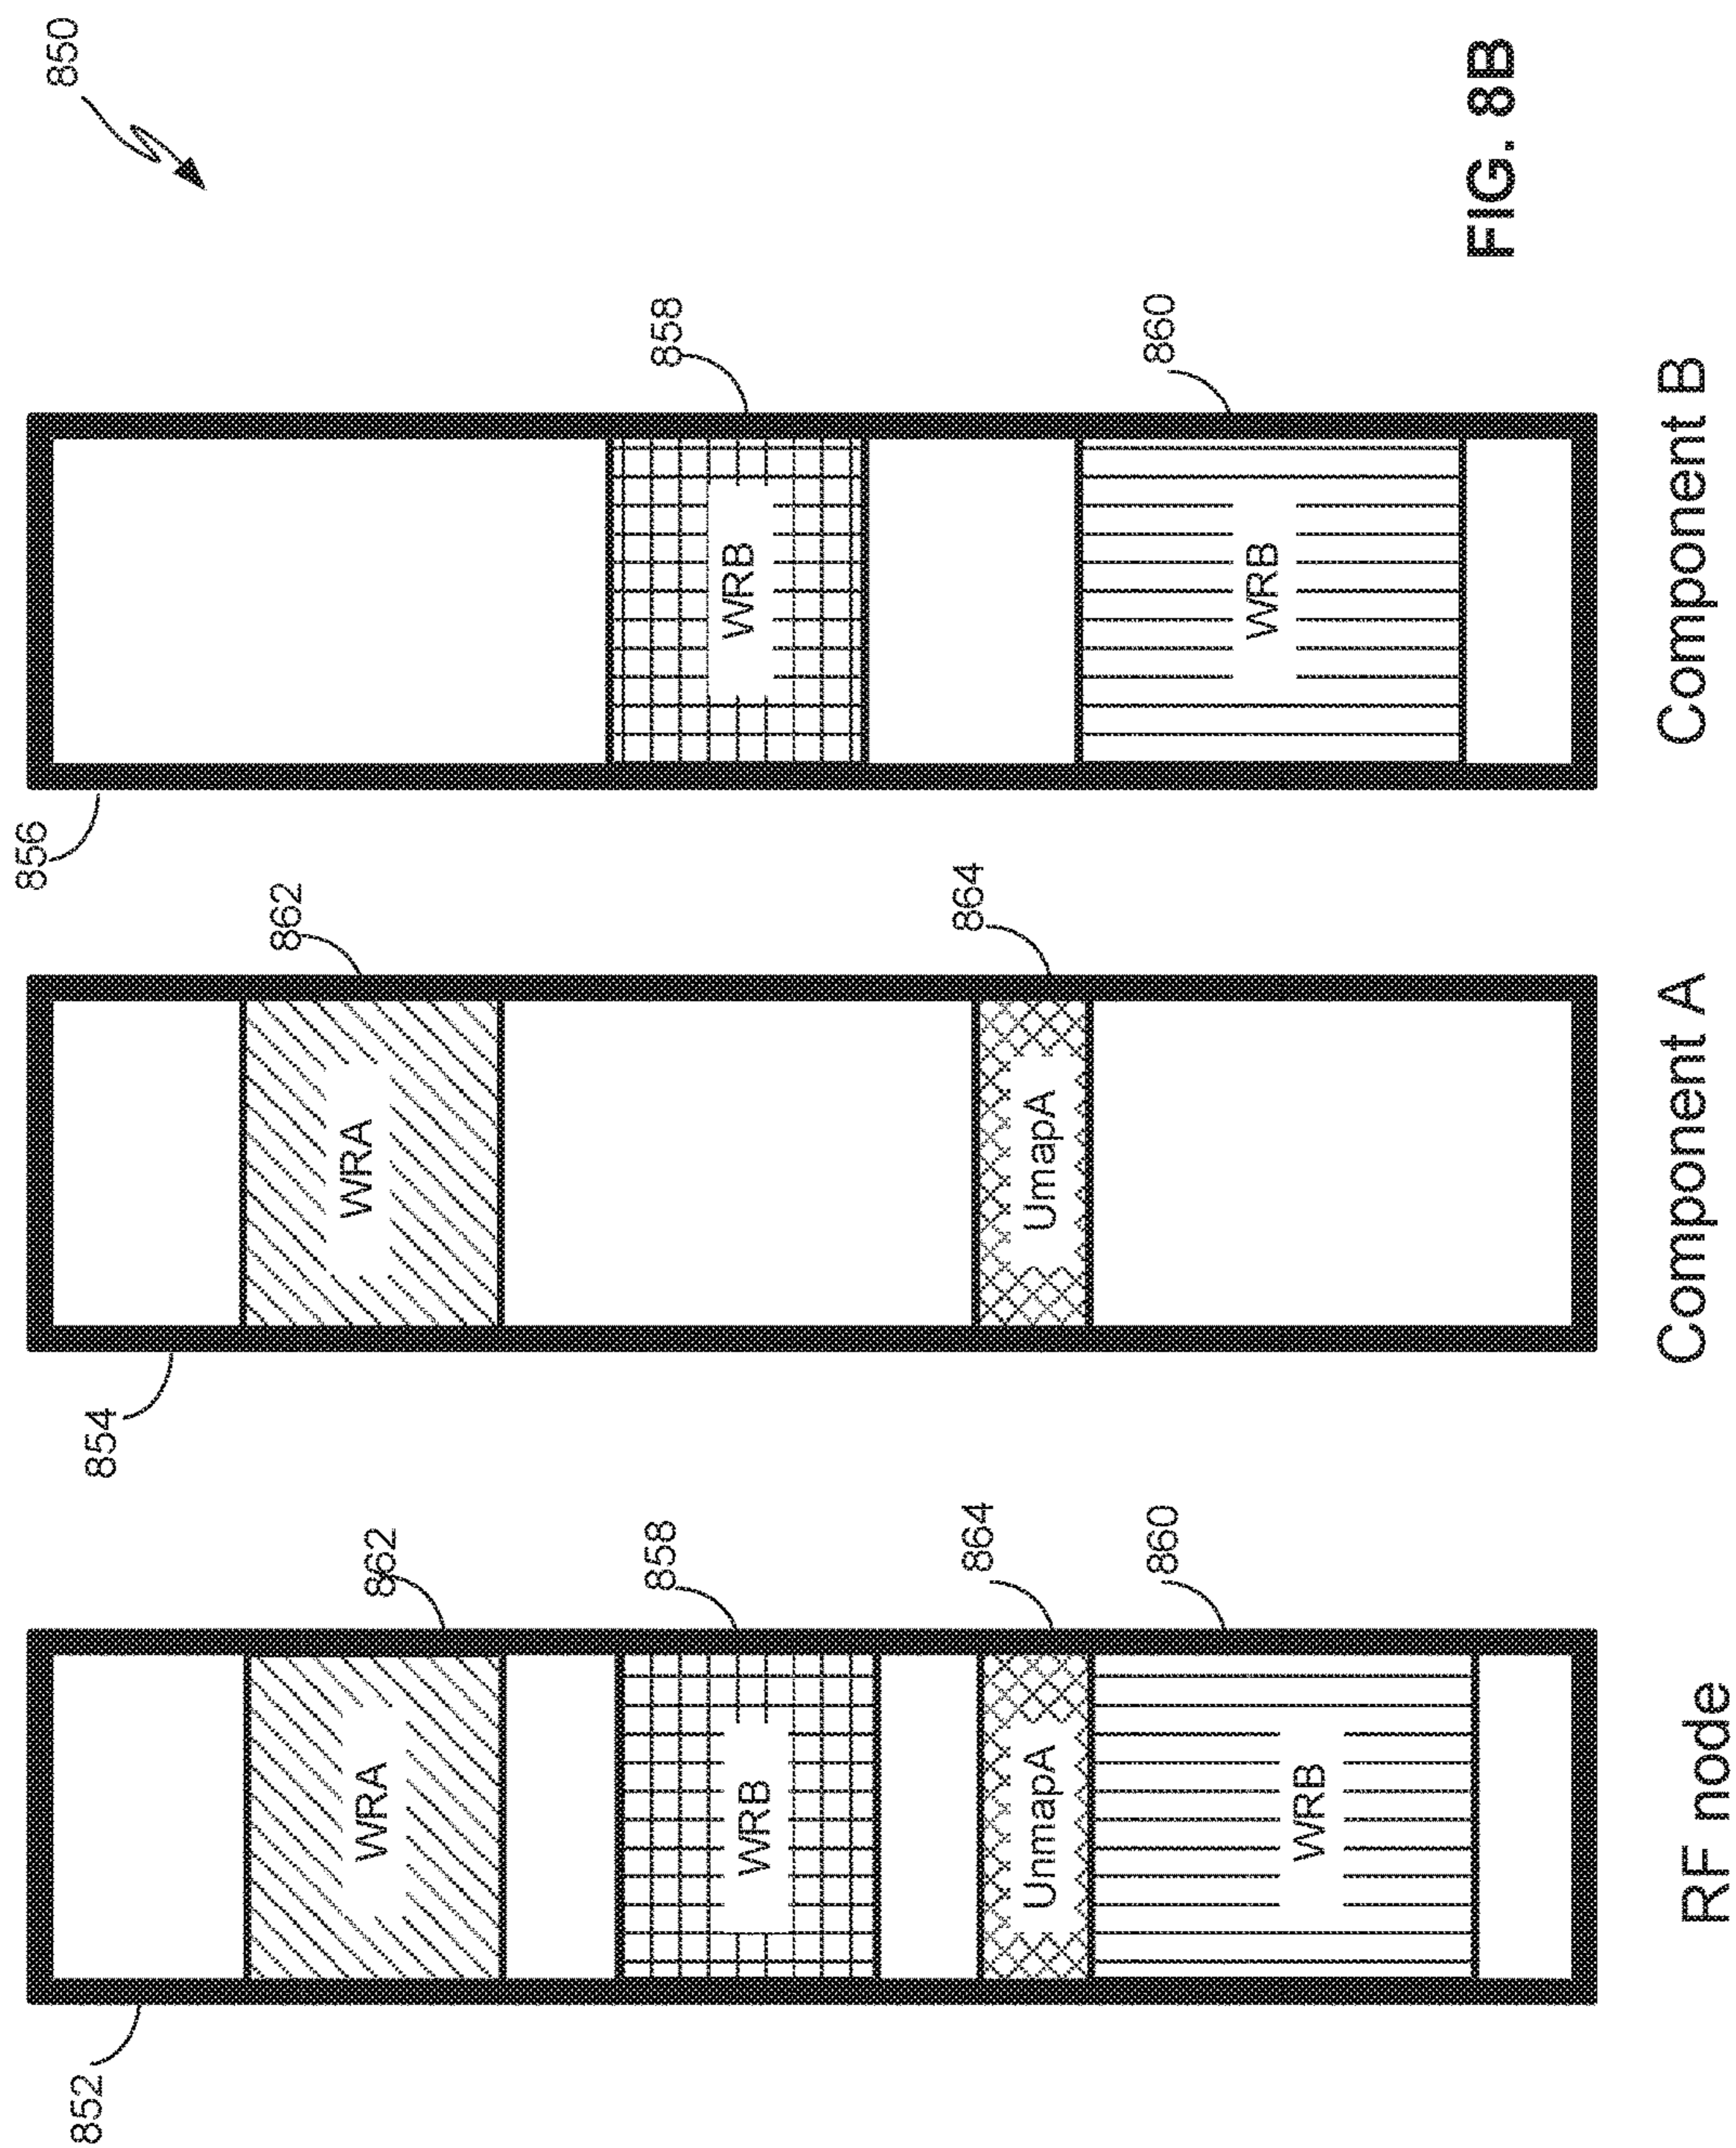 850
856
852
854
862
862
WRA
WRA
858
858
WRB
WRB
864
864
UnmapA
UmapA
860
860
WRB
WRB
FIG. 8B
RF node
Component A
Component B